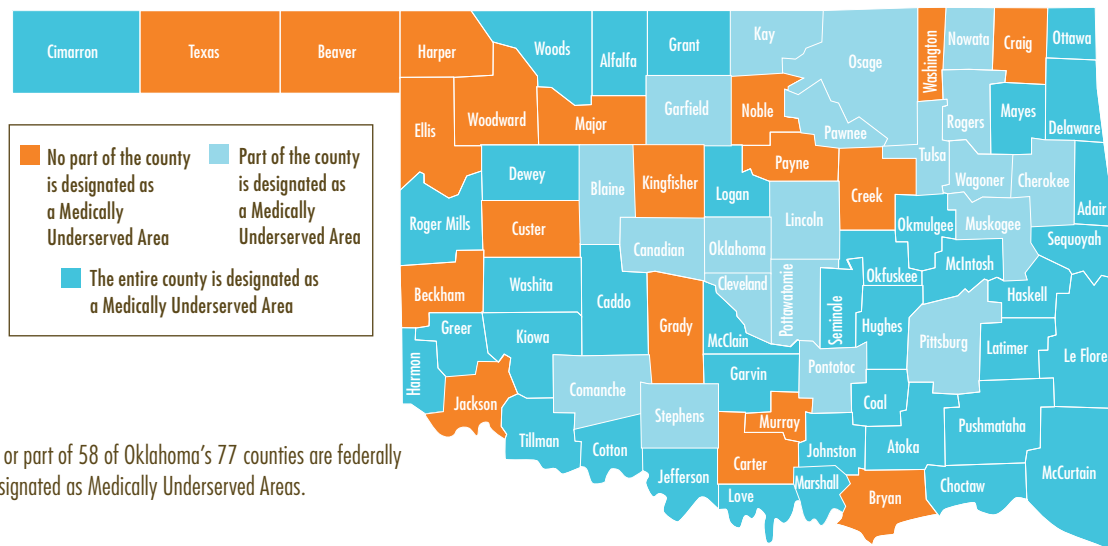 Cimarron
Texas
Beaver
Harper
Woods
Alfalfa
Grant
Kay
Osage
Washington
Nowata
Craig
Ottawa
Ellis
Woodward
Major
Garfield
Noble
Pawnee
Rogers
Mayes
Delaware
No part of the county
is designated as
a Medically
Underserved Area
Part of the county
is designated as
a Medically
Underserved Area
The entire county is designated as
a Medically Underserved Area
Dewey
Blaine
Kingfisher
Logan
Payne
Creek
Tulsa
Wagoner
Cherokee
Adair
Roger Mills
Custer
Canadian
Oklahoma
Lincoln
Okmulgee
Muskogee
Sequoyah
Beckham
Washita
Caddo
Grady
Cleveland
Pottawatomie
Seminole
Okfuskee
McIntosh
Haskell
Harmon
Greer
Kiowa
McClain
Hughes
Pittsburg
Latimer
Le Flore
Jackson
Comanche
Stephens
Garvin
Pontotoc
Coal
Pushmataha
Tillman
Cotton
Jefferson
Carter
Murray
Johnston
Atoka
McCurtain
Love
Marshall
Bryan
Choctaw
or part of 58 of Oklahoma's 77 counties are federally
signated as Medically Underserved Areas.